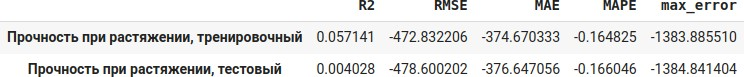 R2 RMSE MAE MAPE max_error
Прочность при растяжении, тренировочный 0.057141 -472.832206 -374.670333 -0.164825 -1383.885510
Прочность при растяжении, тестовый 0.004028 -478.600202 -376.647056 -0.166046 -1384.841404